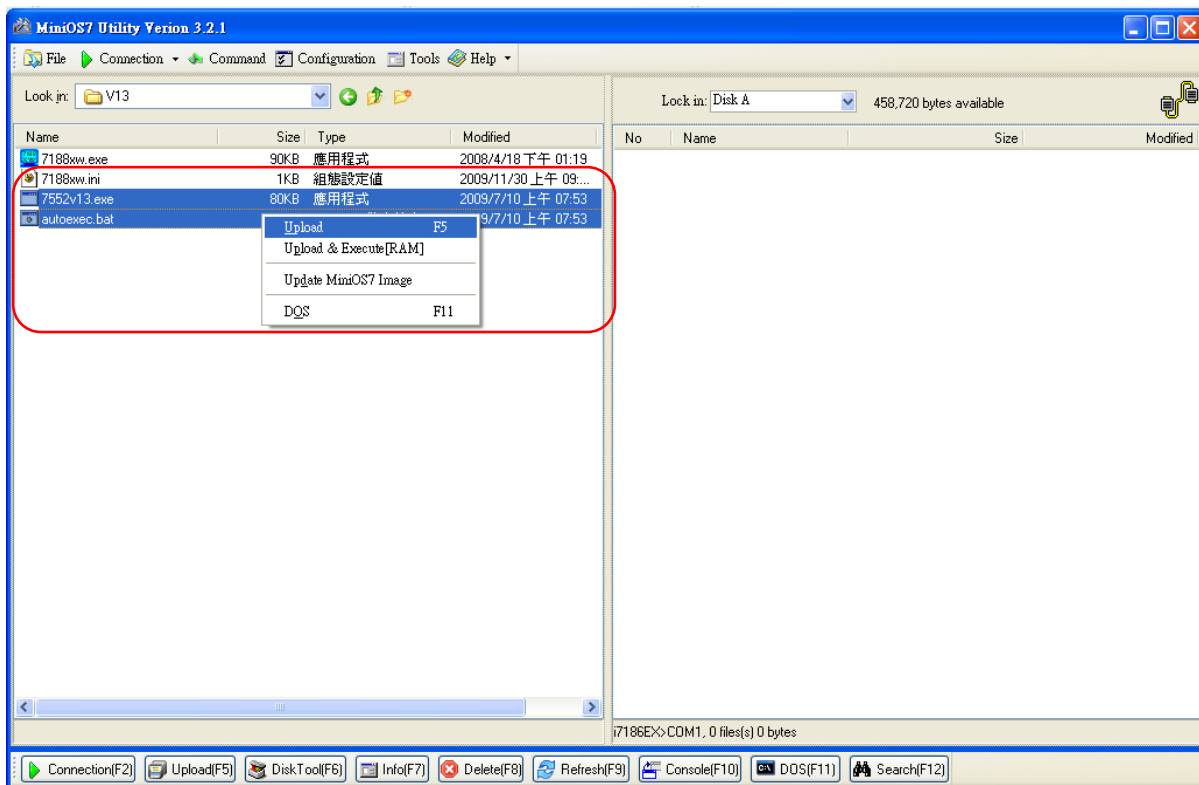 MiniOS7 Utility Verion 3.2.1
File Connection Command Configuration Tools Help
Look in: V13
Name Size Type Modified
7188xw.exe 90KB 應用程式 2008/4/18 下午 01:19
7188xw.ini 1KB 組態設定值 2009/11/30 上午 09:...
7552v13.exe 80KB 應用程式 2009/7/10 上午 07:53
autoexec.bat 9/7/10 上午 07:53
Upload F5
Upload & Execute[RAM]
Update MiniOS7 Image
DOS F11
Lock in: Disk A 458,720 bytes available
No Name Size Modified
i7186EX>COM1, 0 files(s) 0 bytes
Connection(F2) Upload(F5) DiskTool(F6) Info(F7) Delete(F8) Refresh(F9) Console(F10) DOS(F11) Search(F12)